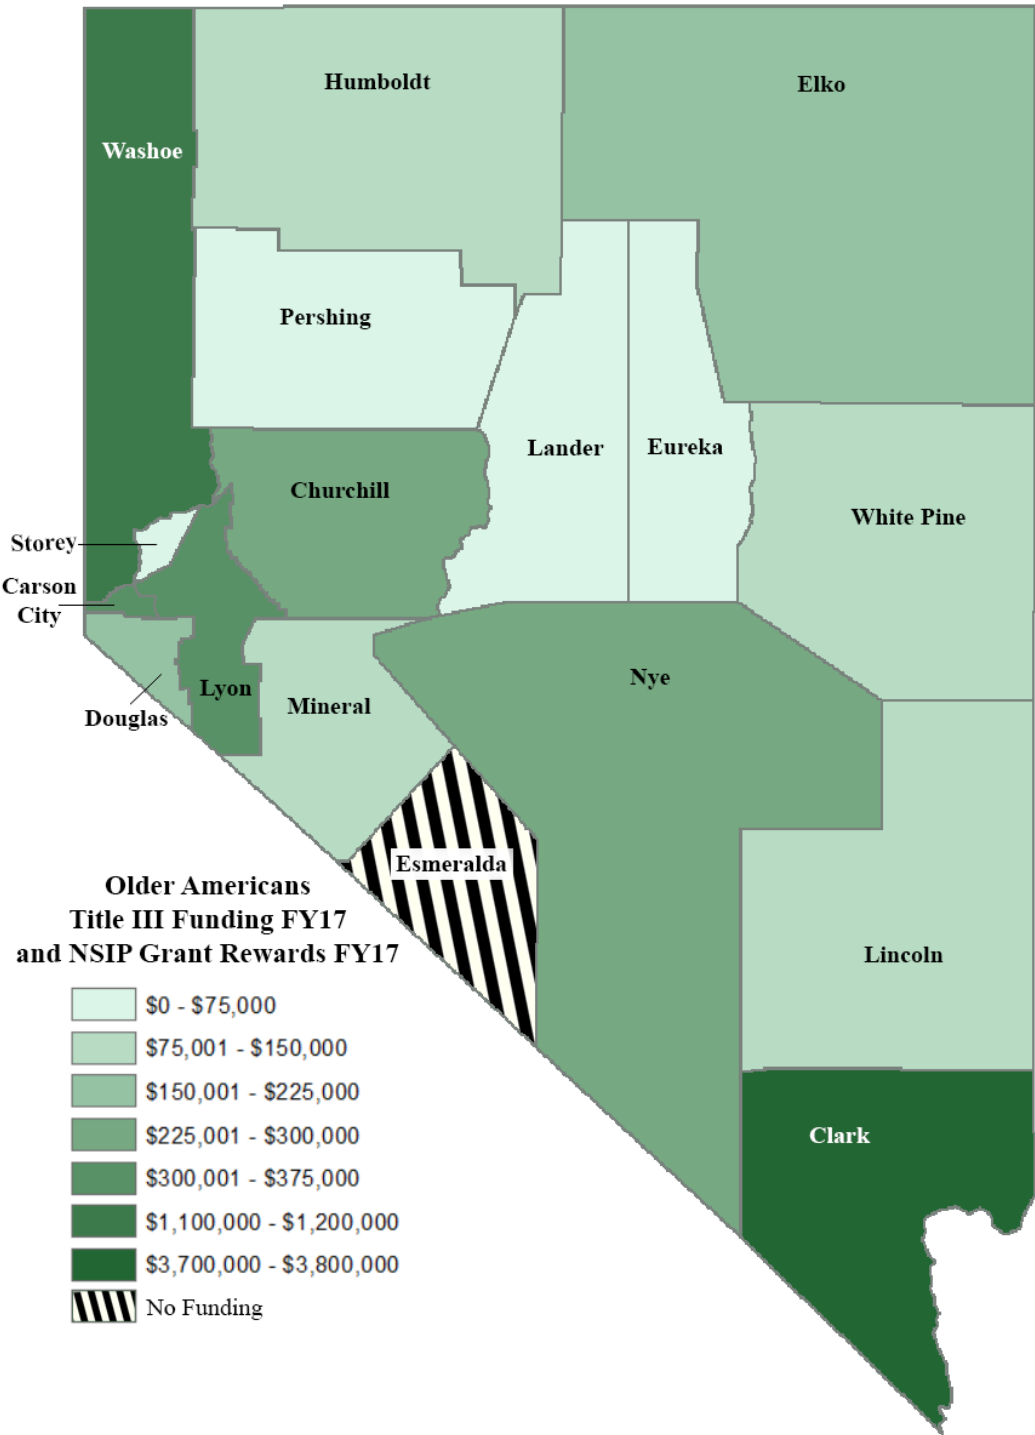 Humboldt
Elko
Washoe
Pershing
Lander
Eureka
Churchill
White Pine
Storey
Carson
City
Nye
Lyon
Mineral
Douglas
Esmeralda
Lincoln
Clark
Older Americans
Title III Funding FY17
and NSIP Grant Rewards FY17
$0 - $75,000
$75,001 - $150,000
$150,001 - $225,000
$225,001 - $300,000
$300,001 - $375,000
$1,100,000 - $1,200,000
$3,700,000 - $3,800,000
No Funding